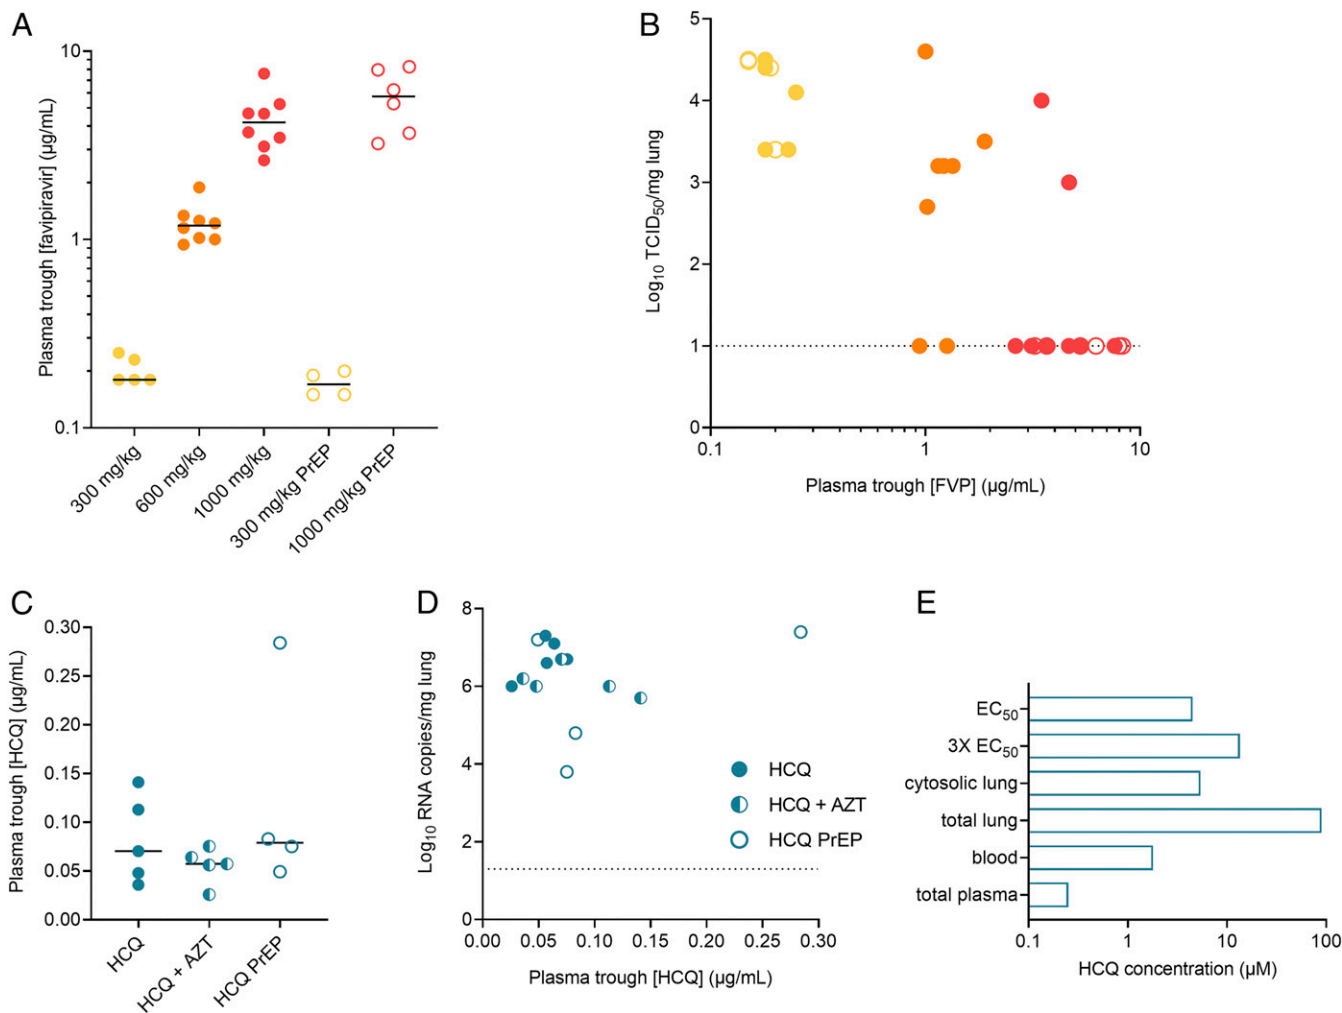 A
Plasma trough [favipiravir] (µg/mL)
10
1
0.1
300 mg/kg
600 mg/kg
1000 mg/kg
300 mg/kg PrEP
1000 mg/kg PrEP
B
Log10 TCID50/mg lung
5
4
3
2
1
0
0.1
1
10
Plasma trough [FVP] (µg/mL)
C
Plasma trough [HCQ] (µg/mL)
0.30
0.25
0.20
0.15
0.10
0.05
0.00
HCQ
HCQ + AZT
HCQ PrEP
D
Log10 RNA copies/mg lung
8
6
4
2
0
0.00
0.05
0.10
0.15
0.20
0.25
0.30
Plasma trough [HCQ] (µg/mL)
HCQ
HCQ + AZT
HCQ PrEP
E
EC50
3X EC50
cytosolic lung
total lung
blood
total plasma
0.1
1
10
100
HCQ concentration (µM)